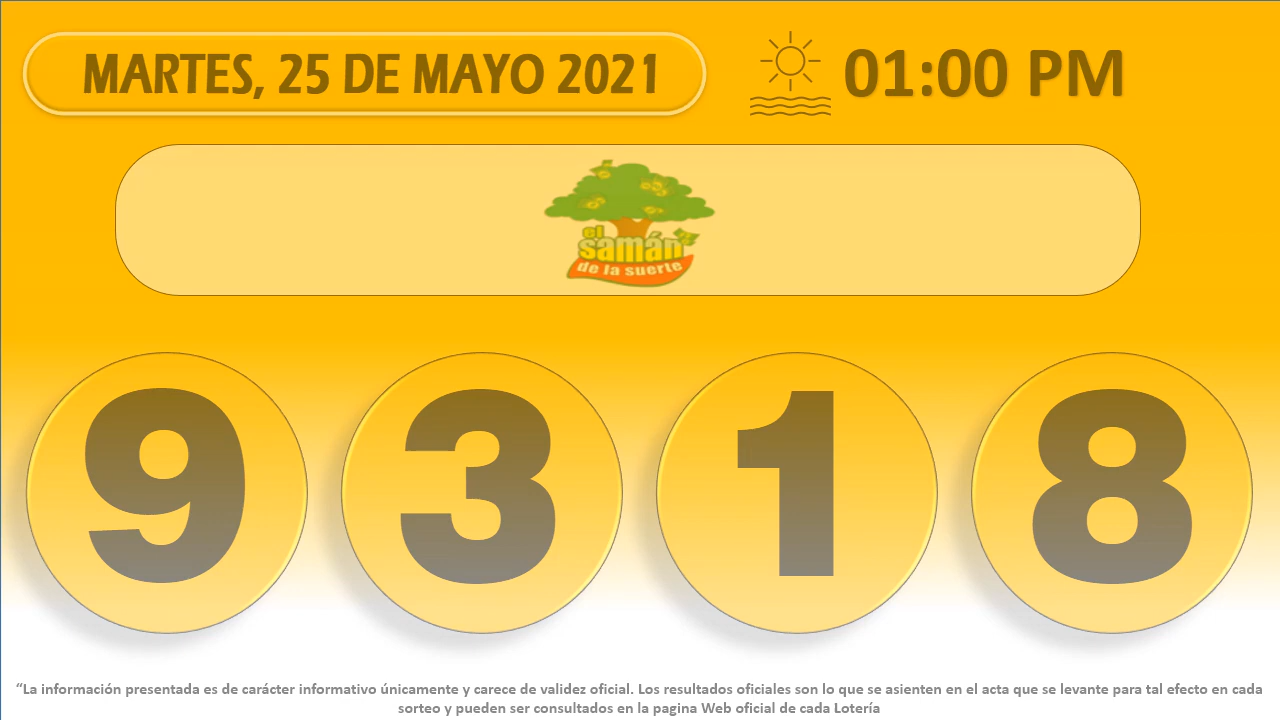 MARTES, 25 DE MAYO 2021
01:00 PM
el
samán
de la suerte
9 3 1 8
“La información presentada es de carácter informativo únicamente y carece de validez oficial. Los resultados oficiales son lo que se asienten en el acta que se levante para tal efecto en cada
sorteo y pueden ser consultados en la pagina Web oficial de cada Lotería